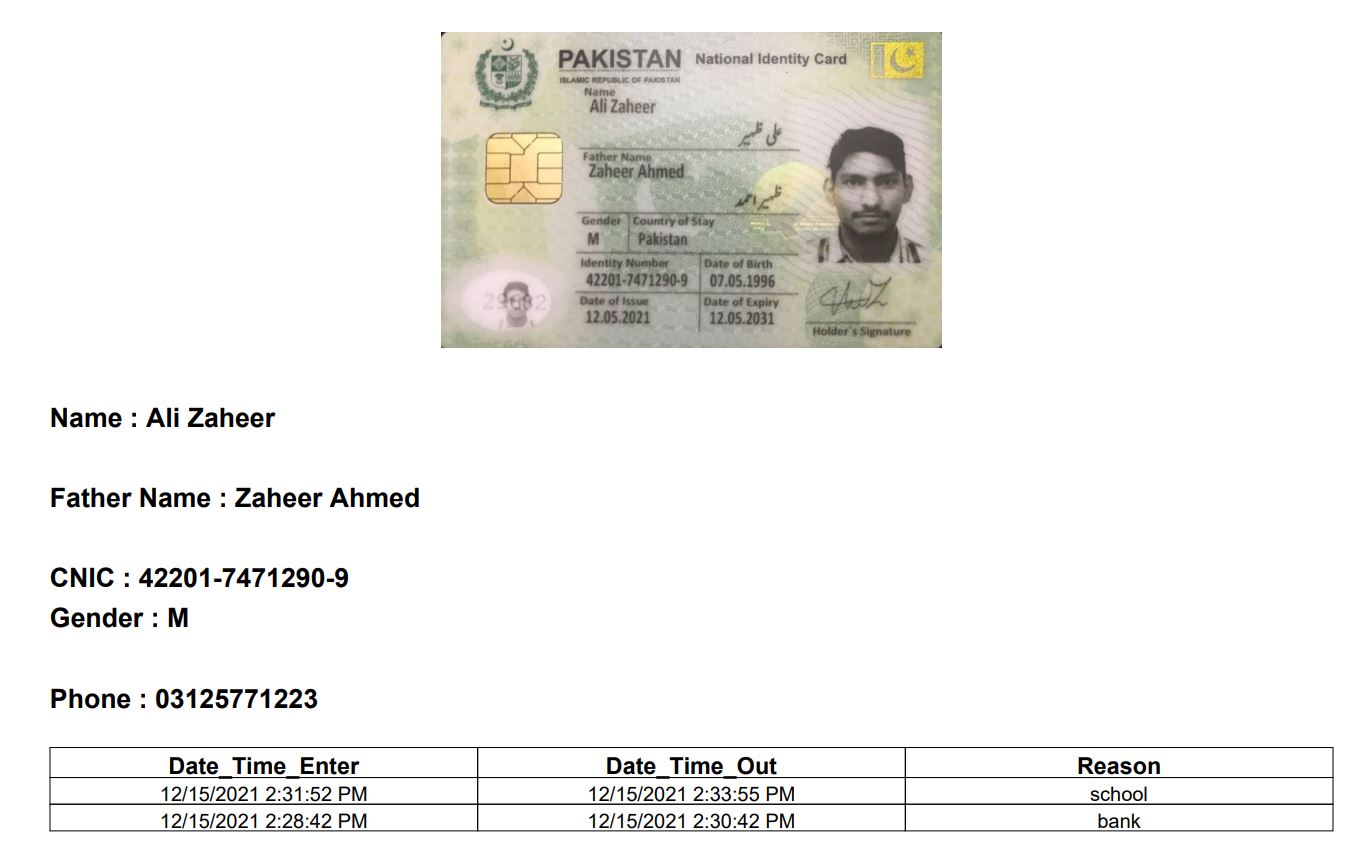 PAKISTAN National Identity Card
ISLAMIC REPUBLIC OF PAKISTAN
Name
Ali Zaheer
علی ظہیر
Father Name
Zaheer Ahmed
ظہیر احمد
Gender Country of Stay
M Pakistan
Identity Number Date of Birth
42201-7471290-9 07.05.1996
Date of Issue Date of Expiry
12.05.2021 12.05.2031
Holder's Signature
Name : Ali Zaheer
Father Name : Zaheer Ahmed
CNIC : 42201-7471290-9
Gender : M
Phone : 03125771223
Date_Time_Enter Date_Time_Out Reason
12/15/2021 2:31:52 PM 12/15/2021 2:33:55 PM school
12/15/2021 2:28:42 PM 12/15/2021 2:30:42 PM bank